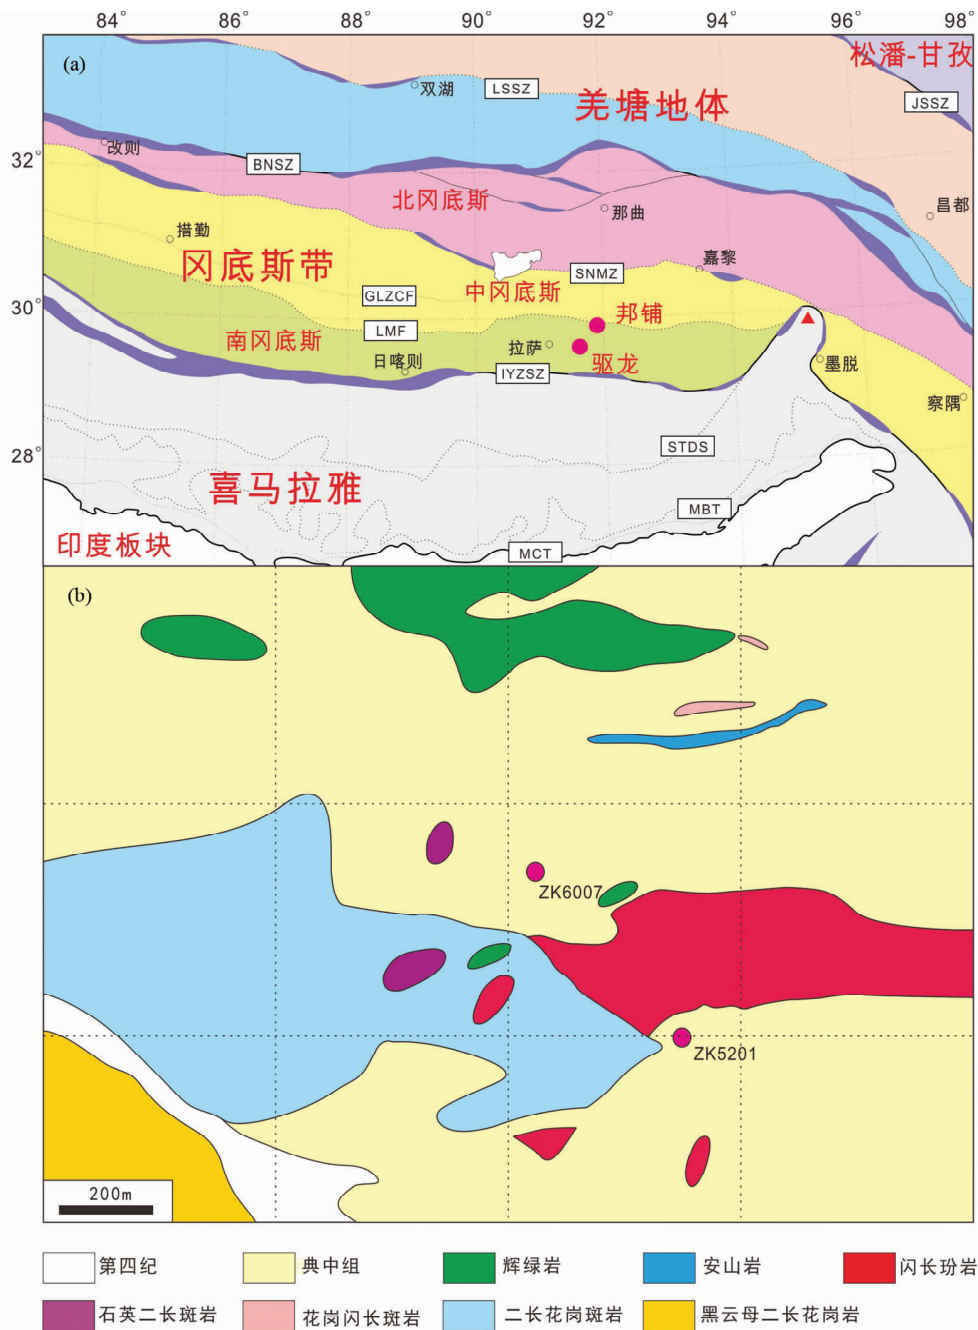 84° 86° 88° 90° 92° 94° 96° 98°
(a)
松潘-甘孜
双湖
LSSZ
羌塘地体
JSSZ
32°
改则
BNSZ
北冈底斯
那曲
昌都
措勤
冈底斯带
嘉黎
SNMZ
GLZCF
中冈底斯
30°
邦铺
LMF
南冈底斯
拉萨
驱龙
日喀则
IYZSZ
墨脱
察隅
28°
STDS
喜马拉雅
MBT
印度板块
MCT
(b)
ZK6007
ZK5201
200m
第四纪 典中组 辉绿岩 安山岩 闪长玢岩
石英二长斑岩 花岗闪长斑岩 二长花岗斑岩 黑云母二长花岗岩